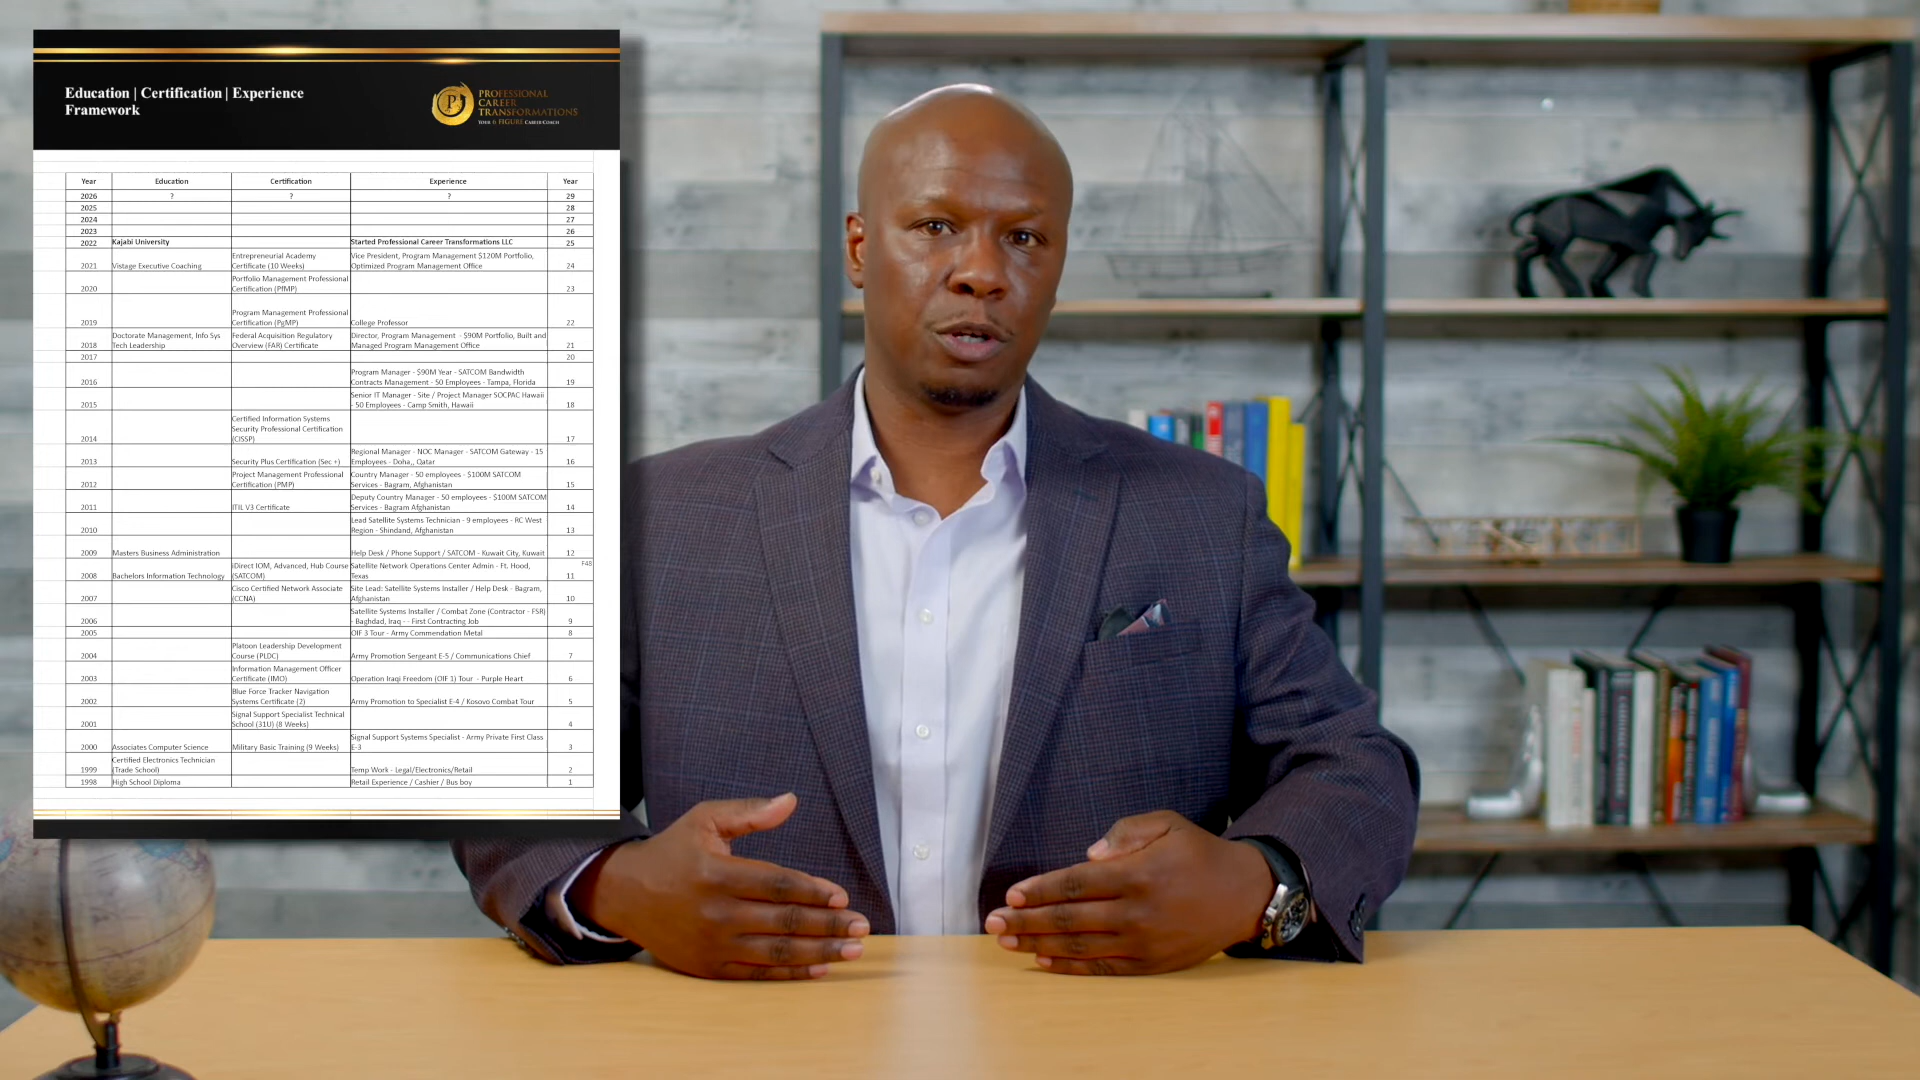 Education | Certification | Experience
Framework
PROFESSIONAL
CAREER
TRANSFORMATIONS
YOUR 6 FIGURE CAREER COACH
Year Education Certification Experience Year
2026 ? ? ? 29
2025 28
2024 27
2023 26
2022 Kajabi University Started Professional Career Transformations LLC 25
Entrepreneurial Academy Vice President, Program Management $120M Portfolio,
2021 Vistage Executive Coaching Certificate (10 Weeks) Optimized Program Management Office 24
Portfolio Management Professional
2020 Certification (PfMP) 23
Program Management Professional
2019 Certification (PgMP) College Professor 22
Doctorate Management, Info Sys Federal Acquisition Regulatory Director, Program Management - $90M Portfolio, Built and
2018 Tech Leadership Overview (FAR) Certificate Managed Program Management Office 21
2017 20
Program Manager - $90M Year - SATCOM Bandwidth
2016 Contracts Management - 50 Employees - Tampa, Florida 19
Senior IT Manager - Site / Project Manager SOCPAC Hawaii
2015 - 50 Employees - Camp Smith, Hawaii 18
Certified Information Systems
Security Professional Certification
2014 (CISSP) 17
Regional Manager - NOC Manager - SATCOM Gateway - 15
2013 Security Plus Certification (Sec +) Employees - Doha,, Qatar 16
Project Management Professional Country Manager - 50 employees - $100M SATCOM
2012 Certification (PMP) Services - Bagram, Afghanistan 15
Deputy Country Manager - 50 employees - $100M SATCOM
2011 ITIL V3 Certificate Services - Bagram Afghanistan 14
Lead Satellite Systems Technician - 9 employees - RC West
2010 Region - Shindand, Afghanistan 13
2009 Masters Business Administration Help Desk / Phone Support / SATCOM - Kuwait City, Kuwait 12
iDirect IOM, Advanced, Hub Course Satellite Network Operations Center Admin - Ft. Hood, F48
2008 Bachelors Information Technology (SATCOM) Texas 11
Cisco Certified Network Associate Site Lead: Satellite Systems Installer / Help Desk - Bagram,
2007 (CCNA) Afghanistan 10
Satellite Systems Installer / Combat Zone (Contractor - FSR)
2006 - Baghdad, Iraq - - First Contracting Job 9
2005 OIF 3 Tour - Army Commendation Metal 8
Platoon Leadership Development
2004 Course (PLDC) Army Promotion Sergeant E-5 / Communications Chief 7
Information Management Officer
2003 Certificate (IMO) Operation Iraqi Freedom (OIF 1) Tour - Purple Heart 6
Blue Force Tracker Navigation
2002 Systems Certificate (2) Army Promotion to Specialist E-4 / Kosovo Combat Tour 5
Signal Support Specialist Technical
2001 School (31U) (8 Weeks) 4
Signal Support Systems Specialist - Army Private First Class
2000 Associates Computer Science Military Basic Training (9 Weeks) E-3 3
Certified Electronics Technician
1999 (Trade School) Temp Work - Legal/Electronics/Retail 2
1998 High School Diploma Retail Experience / Cashier / Bus boy 1